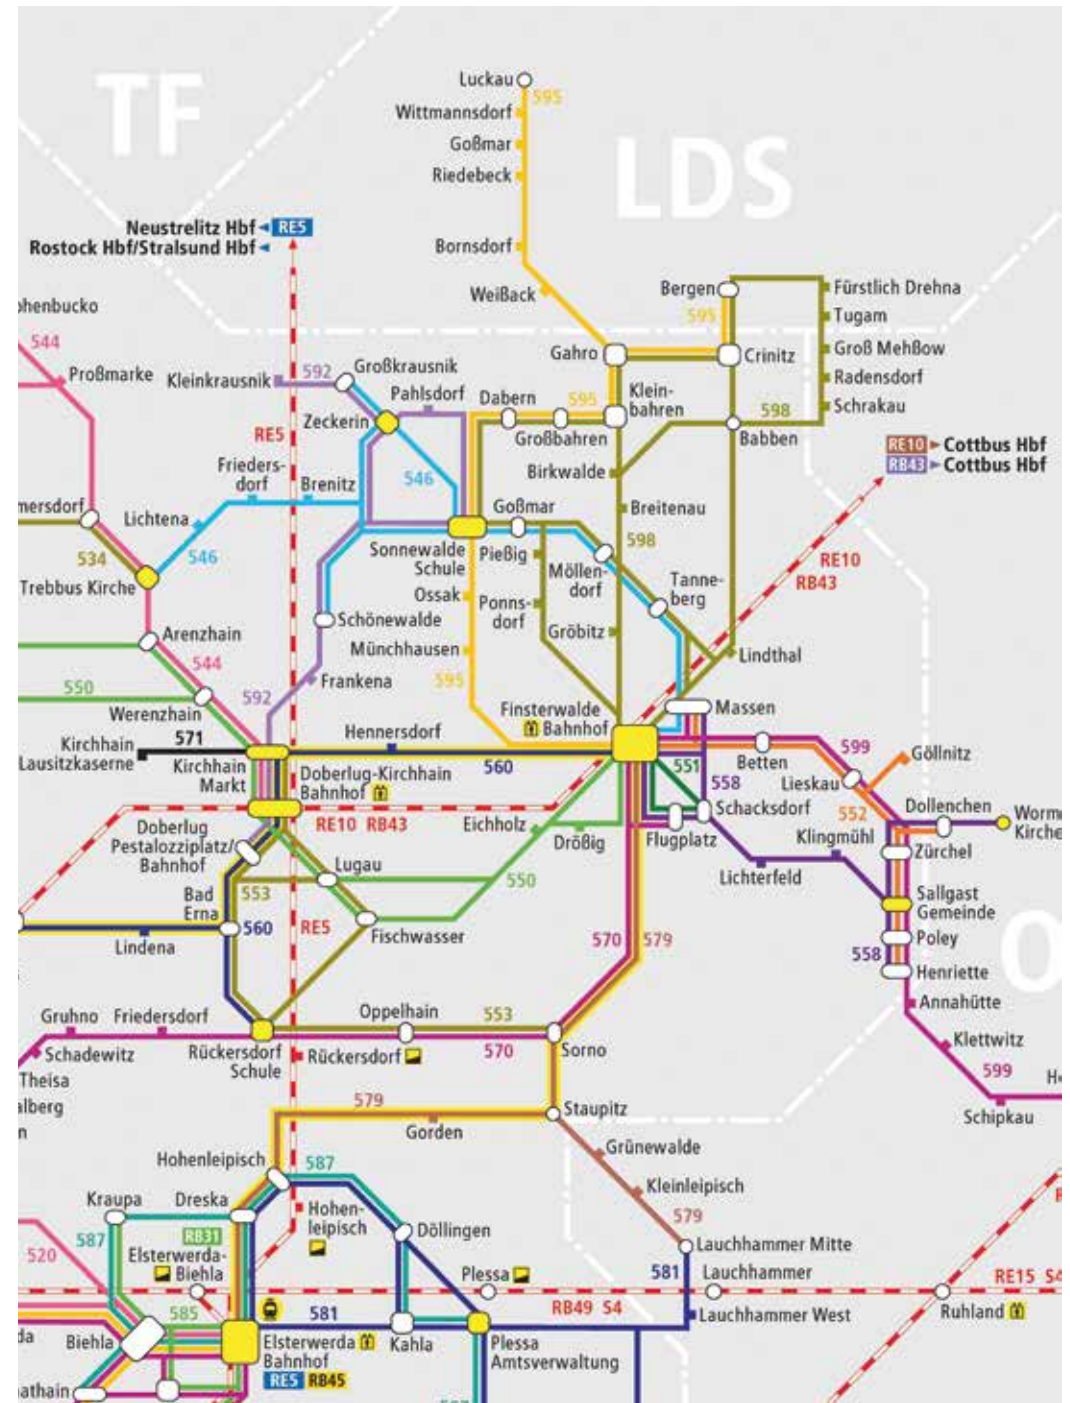 TF
LDS
Luckau
595
Wittmannsdorf
Goßmar
Riedebeck
Bornsdorf
Weißack
Neustrelitz Hbf
RE5
Rostock Hbf/Stralsund Hbf
ohenbucko
544
Proßmarke
Kleinkrausnik
592
Großkrausnik
Pahlsdorf
Zeckerin
RE5
Bergen
595
Fürstlich Drehna
Tugam
Groß Mehßow
Radensdorf
Schrakau
Gahro
Crinitz
Dabern
595
Klein-
bahren
Großbahren
598
Babben
RE10
Cottbus Hbf
RB43
Cottbus Hbf
Birkwalde
546
Frieders-
dorf
Brenitz
Lichtena
546
mersdorf
534
Trebbus Kirche
Goßmar
Breitenau
Sonnewalde
Schule
Pießig
598
Möllen-
dorf
Ossak
Ponns-
dorf
Tanne-
berg
RE10
RB43
Schönewalde
Gröbitz
Münchhausen
Lindthal
Arenzhain
544
550
592
Frankena
595
Werenzhain
Finsterwalde
Bahnhof
Massen
Kirchhain
Lausitzkaserne
571
Kirchhain
Markt
Hennersdorf
560
Doberlug-Kirchhain
Bahnhof
551
558
Betten
599
Göllnitz
Lieskau
552
Dollenchen
Worm
Kirche
RE10 RB43
Eichholz
Drößig
Flugplatz
Schacksdorf
Klingmühl
Zürchel
Doberlug
Pestalozziplatz/
Bahnhof
Lugau
553
550
Lichterfeld
Sallgast
Gemeinde
Bad
Erna
560
RE5
Fischwasser
Lindena
570
579
Poley
558
Henriette
O
Annahütte
Gruhno
Friedersdorf
Schadewitz
Oppelhain
553
570
Sorno
Klettwitz
599
Schipkau
Rückersdorf
Schule
Rückersdorf
Theisa
alberg
n
579
Gorden
Staupitz
Grünewalde
Kleinleipisch
579
Hohenleipisch
587
Kraupa
Dreska
Hohen-
leipisch
Döllingen
587
RB31
520
Elsterwerda-
Biehla
Plessa
Lauchhammer Mitte
581
Lauchhammer
RE15 S4
RB49 S4
Ruhland
585
581
Lauchhammer West
da
Biehla
Elsterwerda
Bahnhof
RE5
RB45
Kahla
Plessa
Amtsverwaltung